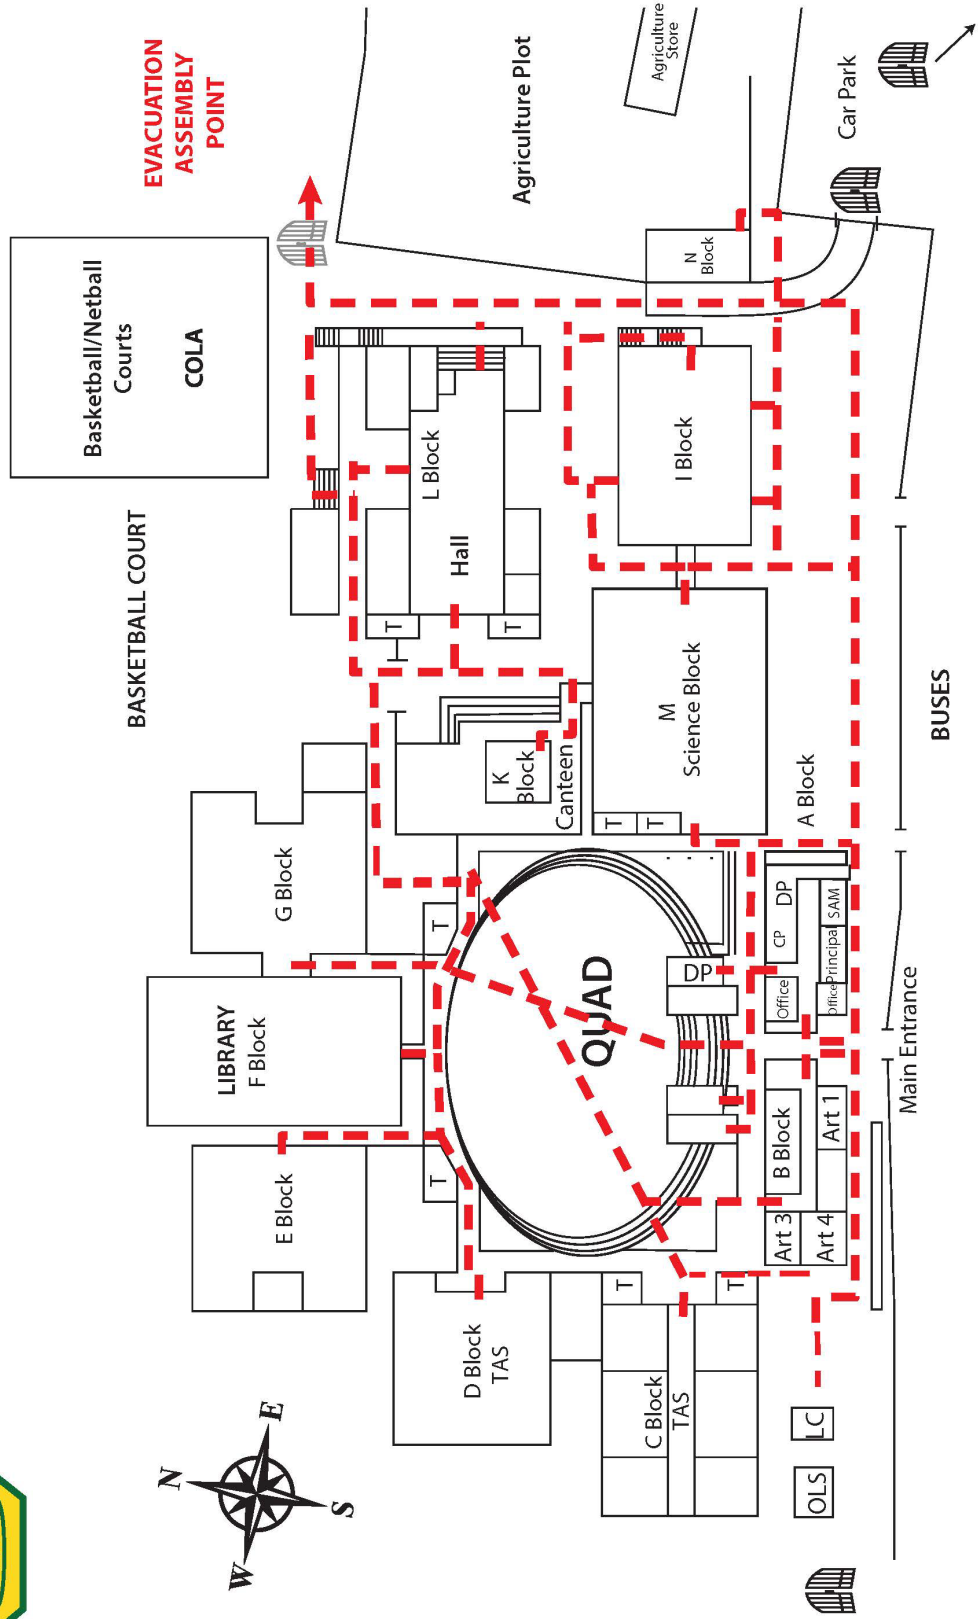 EVACUATION
ASSEMBLY
POINT
Basketball/Netball
Courts
COLA
BASKETBALL COURT
Agriculture Plot
Agriculture
Store
Car Park
N
Block
L Block
Hall
T
T
I Block
G Block
K
Block
Canteen
M
Science Block
T
T
A Block
BUSES
LIBRARY
F Block
T
QUAD
DP
CP
DP
SAM
Principal
Office
Office
Main Entrance
E Block
T
B Block
Art 1
Art 3
Art 4
D Block
TAS
T
T
C Block
TAS
LC
OLS
N
E
S
W